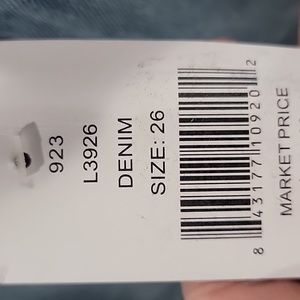 923
L3926
DENIM
SIZE: 26
8 43177 10920 2
MARKET PRICE